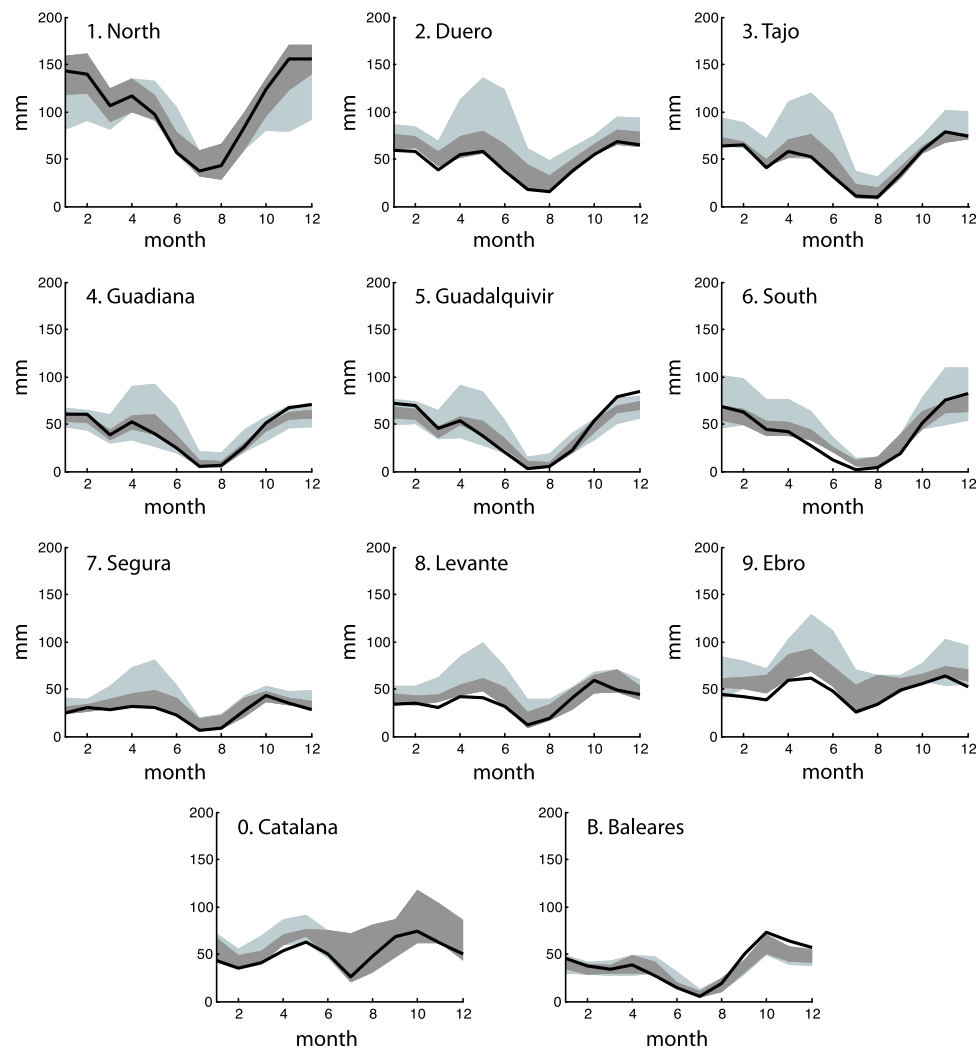 1. North
2. Duero
3. Tajo
mm
200
150
100
50
0
2 4 6 8 10 12
month
mm
200
150
100
50
0
2 4 6 8 10 12
month
mm
200
150
100
50
0
2 4 6 8 10 12
month
4. Guadiana
5. Guadalquivir
6. South
mm
200
150
100
50
0
2 4 6 8 10 12
month
mm
200
150
100
50
0
2 4 6 8 10 12
month
mm
200
150
100
50
0
2 4 6 8 10 12
month
7. Segura
8. Levante
9. Ebro
mm
200
150
100
50
0
2 4 6 8 10 12
month
mm
200
150
100
50
0
2 4 6 8 10 12
month
mm
200
150
100
50
0
2 4 6 8 10 12
month
0. Catalana
B. Baleares
200
150
100
50
0
2 4 6 8 10 12
month
200
150
100
50
0
2 4 6 8 10 12
month